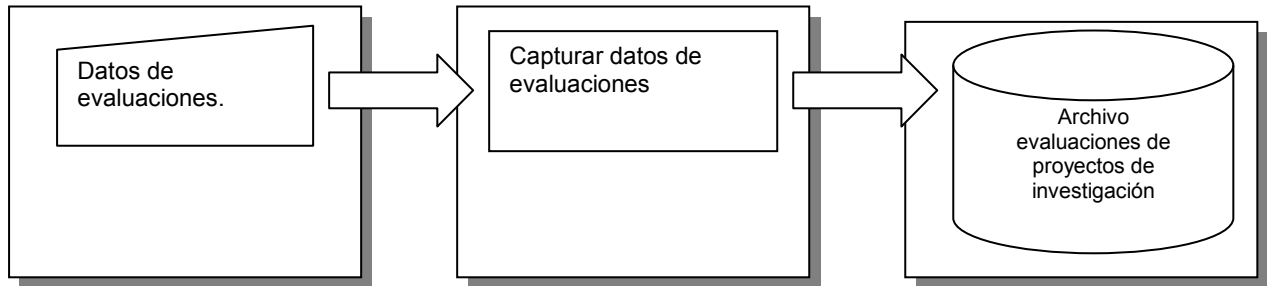 Datos de
evaluaciones.
Capturar datos de
evaluaciones
Archivo
evaluaciones de
proyectos de
investigación